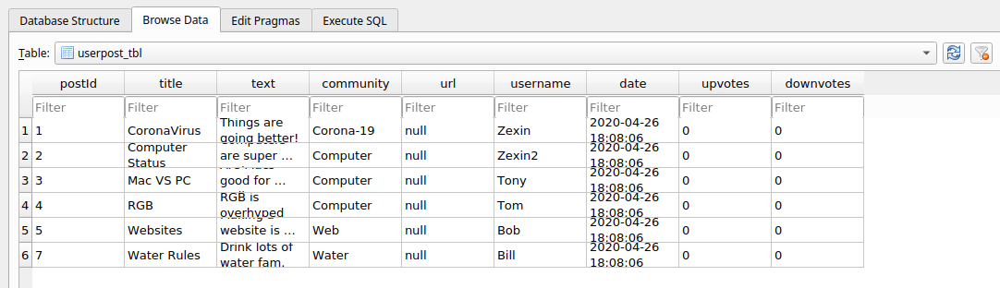 Database Structure Browse Data Edit Pragmas Execute SQL
Table: userpost_tbl
postId title text community url username date upvotes downvotes
Filter Filter Filter Filter Filter Filter Filter Filter Filter
1 1 CoronaVirus Things are going better! Corona-19 null Zexin 2020-04-26 18:08:06 0 0
2 2 Computer Status are super ... Computer null Zexin2 2020-04-26 18:08:06 0 0
3 3 Mac VS PC good for ... Computer null Tony 2020-04-26 18:08:06 0 0
4 4 RGB RGB is overhyped Computer null Tom 2020-04-26 18:08:06 0 0
5 5 Websites website is ... Web null Bob 2020-04-26 18:08:06 0 0
6 7 Water Rules Drink lots of water fam. Water null Bill 2020-04-26 18:08:06 0 0